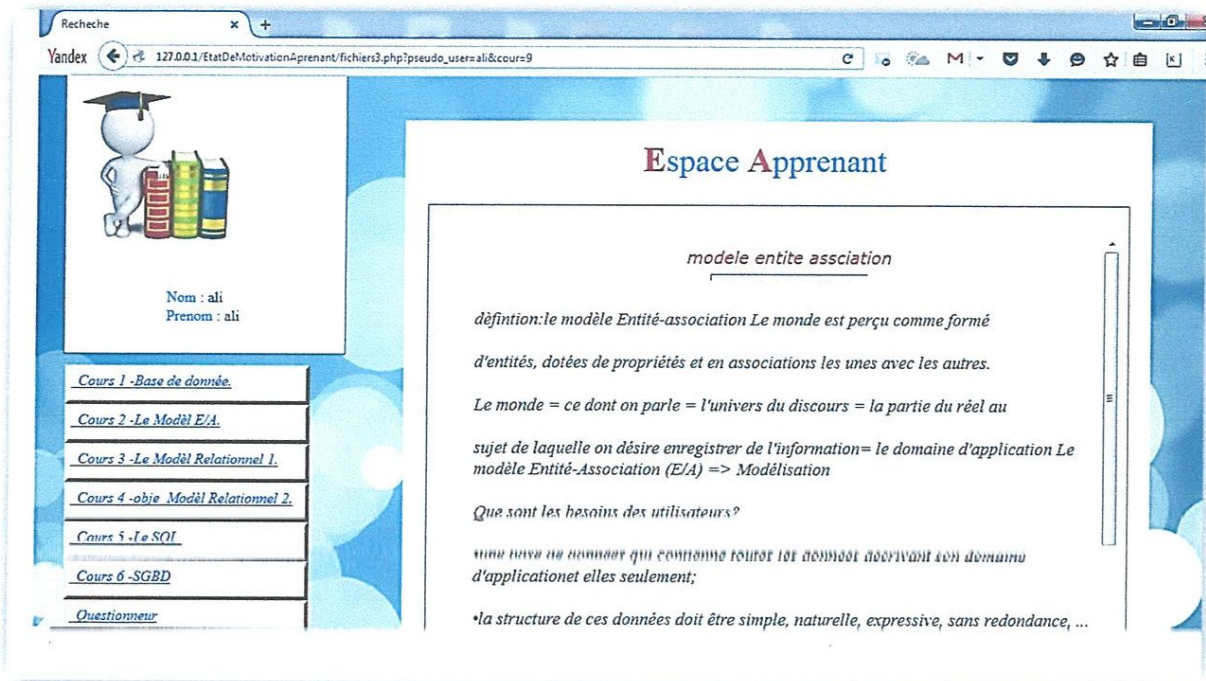 Recheche
Yandex
127.0.0.1/EtatDeMotivationApprenant/fichiers3.php?pseudo_user=ali&cour=9
Espace Apprenant
Nom : ali
Prenom : ali
Cours 1 -Base de donnée.
Cours 2 -Le Modèl E/A.
Cours 3 -Le Modèl Relationnel 1.
Cours 4 -obje Modèl Relationnel 2.
Cours 5 -Le SQL
Cours 6 -SGBD
Questionneur
modele entite assciation
dèfintion:le modèle Entité-association Le monde est perçu comme formé
d'entités, dotées de propriétés et en associations les unes avec les autres.
Le monde = ce dont on parle = l'univers du discours = la partie du réel au
sujet de laquelle on désire enregistrer de l'information= le domaine d'application Le
modèle Entité-Association (E/A) => Modélisation
Que sont les besoins des utilisateurs?
qui son domaine
d'applicationet elles seulement;
•la structure de ces données doit être simple, naturelle, expressive, sans redondance, ...